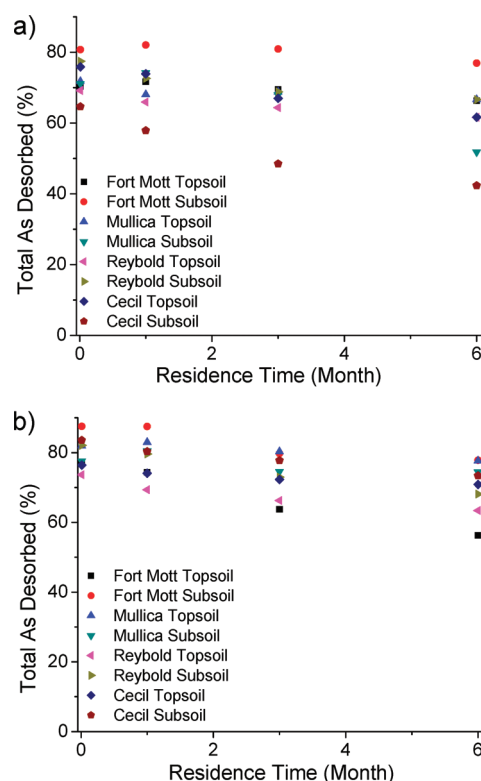 a)
Total As Desorbed (%)
80
60
40
20
0
Fort Mott Topsoil
Fort Mott Subsoil
Mullica Topsoil
Mullica Subsoil
Reybold Topsoil
Reybold Subsoil
Cecil Topsoil
Cecil Subsoil
0 2 4 6
Residence Time (Month)
b)
Total As Desorbed (%)
80
60
40
20
0
Fort Mott Topsoil
Fort Mott Subsoil
Mullica Topsoil
Mullica Subsoil
Reybold Topsoil
Reybold Subsoil
Cecil Topsoil
Cecil Subsoil
0 2 4 6
Residence Time (Month)